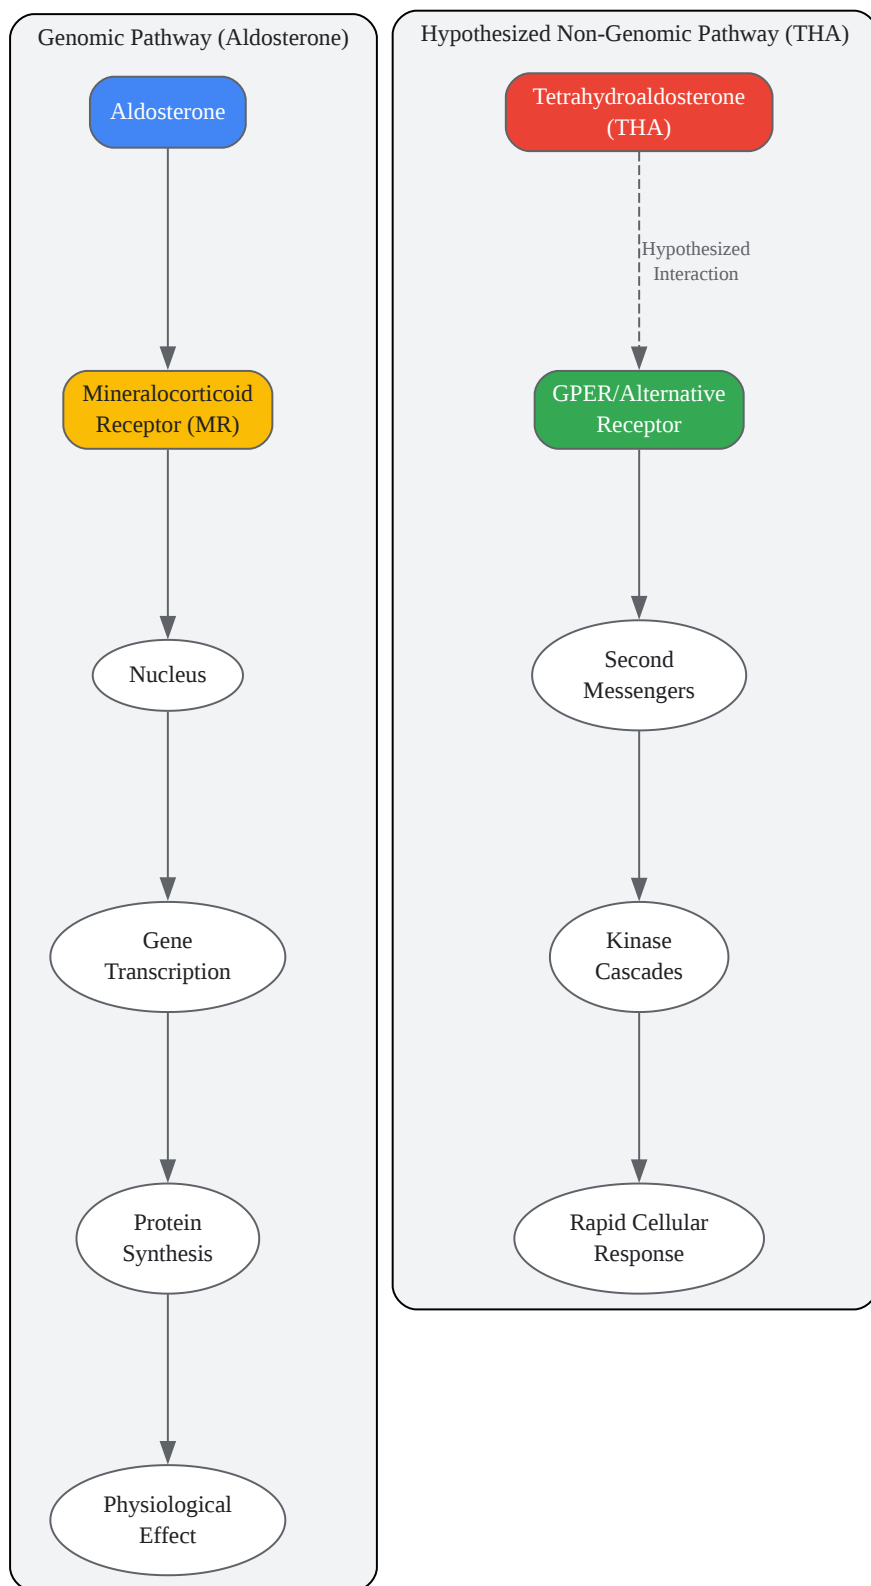 Genomic Pathway (Aldosterone)
Aldosterone
Mineralocorticoid
Receptor (MR)
Nucleus
Gene
Transcription
Protein
Synthesis
Physiological
Effect
Hypothesized Non-Genomic Pathway (THA)
Tetrahydroaldosterone
(THA)
Hypothesized
Interaction
GPER/Alternative
Receptor
Second
Messengers
Kinase
Cascades
Rapid Cellular
Response